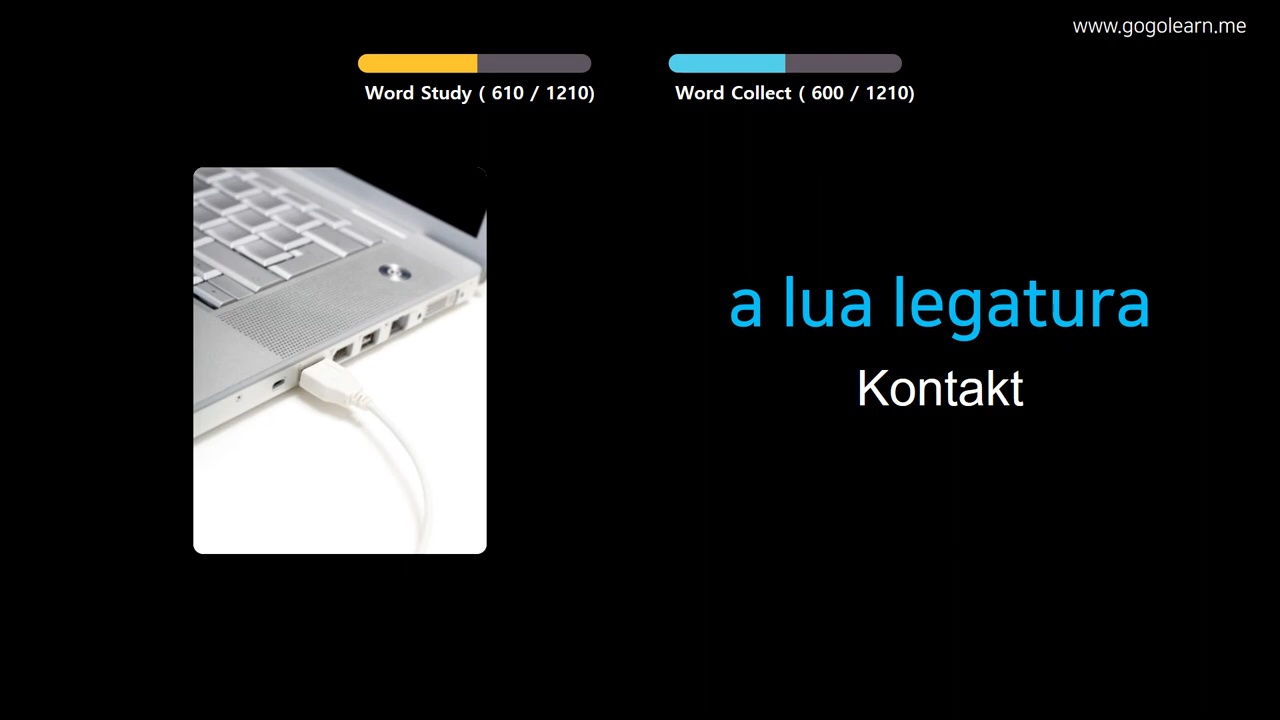 www.gogolearn.me
Word Study ( 610 / 1210)
Word Collect ( 600 / 1210)
a lua legatura
Kontakt